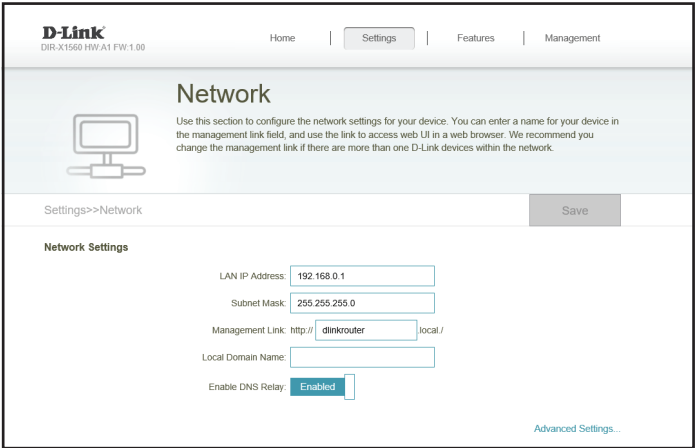 D-Link
DIR-X1560 HW:A1 FW:1.00
Home
Settings
Features
Management
Network
Use this section to configure the network settings for your device. You can enter a name for your device in
the management link field, and use the link to access web UI in a web browser. We recommend you
change the management link if there are more than one D-Link devices within the network.
Settings>>Network
Save
Network Settings
LAN IP Address: 192.168.0.1
Subnet Mask: 255.255.255.0
Management Link: http:// dlinkrouter .local./
Local Domain Name:
Enable DNS Relay: Enabled
Advanced Settings...